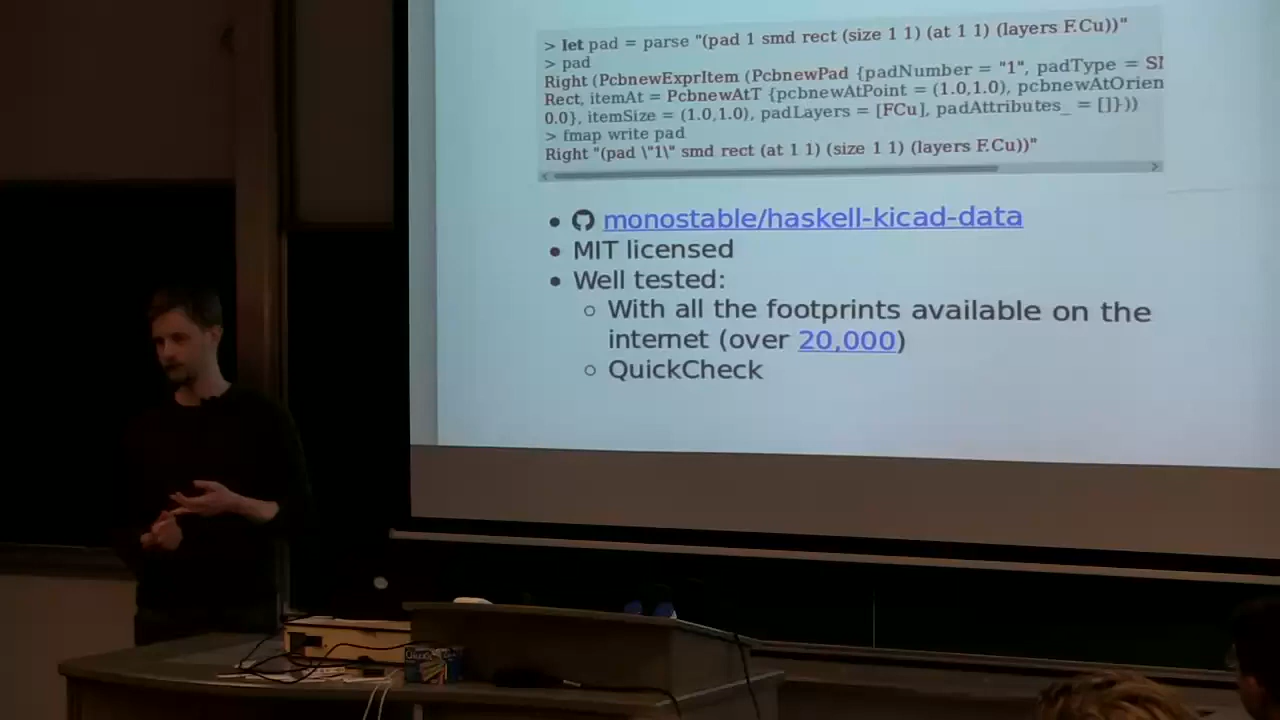 > let pad = parse "(pad 1 smd rect (size 1 1) (at 1 1) (layers F.Cu))"
> pad
Right (PcbnewExprItem (PcbnewPad {padNumber = "1", padType = SI
Rect, itemAt = PcbnewAtT {pcbnewAtPoint = (1.0,1.0), pcbnewAtOrien
0.0}, itemSize = (1.0,1.0), padLayers = [FCu], padAttributes_ = []}))
> fmap write pad
Right "(pad \"1\" smd rect (at 1 1) (size 1 1) (layers F.Cu))"
• monostable/haskell-kicad-data
• MIT licensed
• Well tested:
○ With all the footprints available on the
internet (over 20,000)
○ QuickCheck